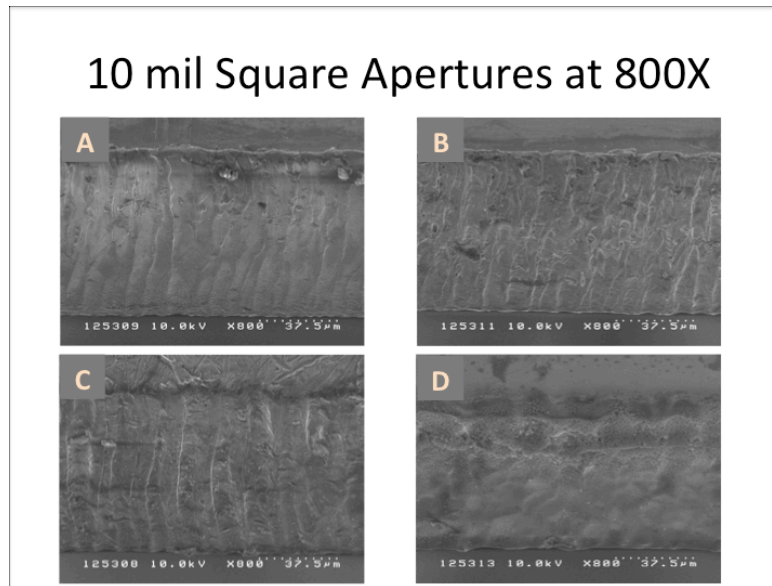 10 mil Square Apertures at 800X
A
125309 10.0kV X800 37.5µm
B
125311 10.0kV X800 37.5µm
C
125308 10.0kV X800 37.5µm
D
125313 10.0kV X800 37.5µm